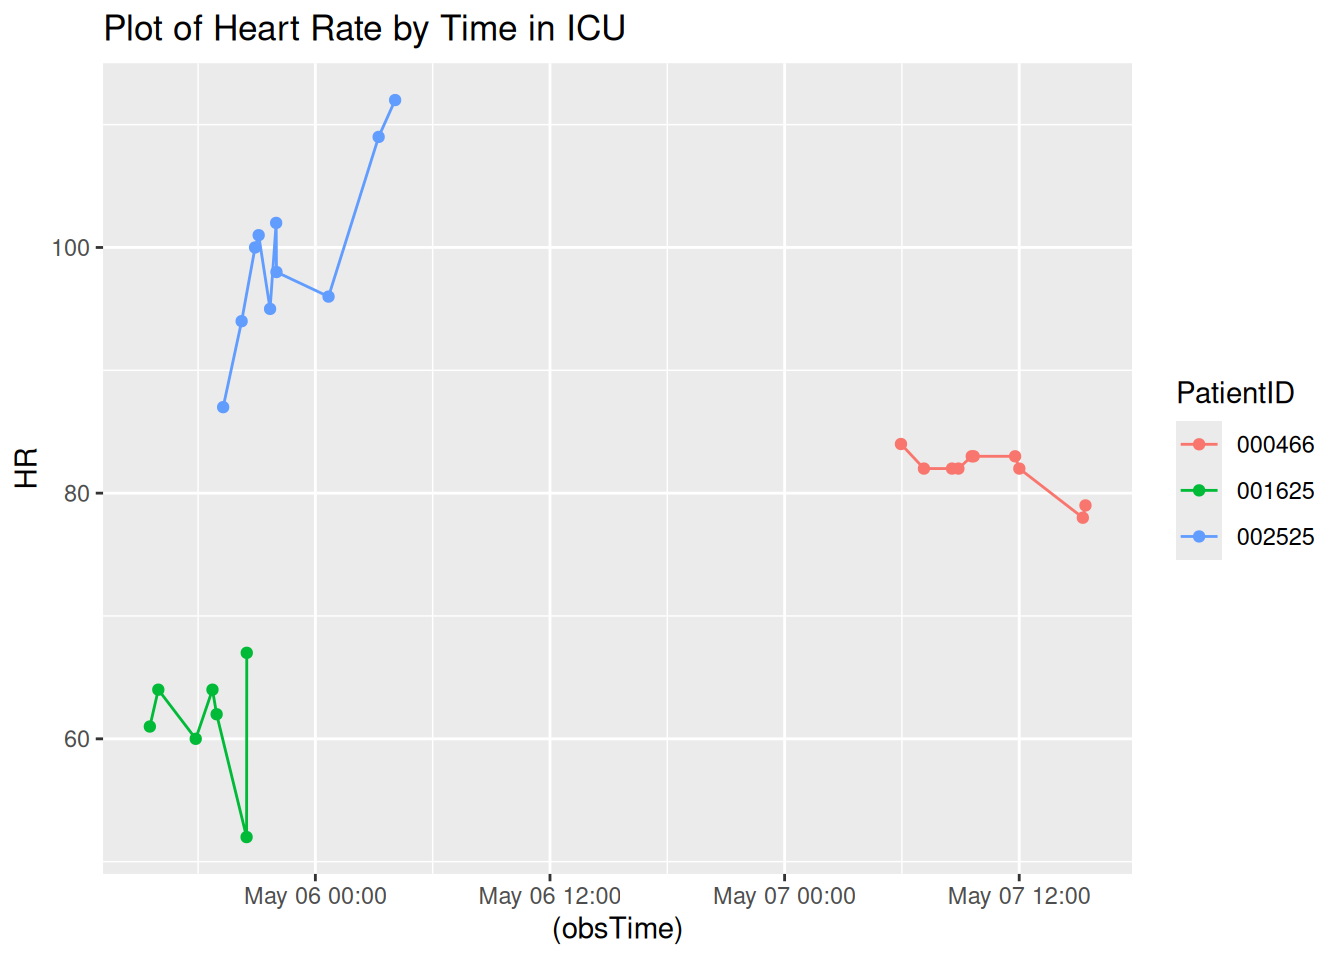 Plot of Heart Rate by Time in ICU
HR
100
80
60
May 06 00:00
May 06 12:00
May 07 00:00
May 07 12:00
(obsTime)
PatientID
000466
001625
002525